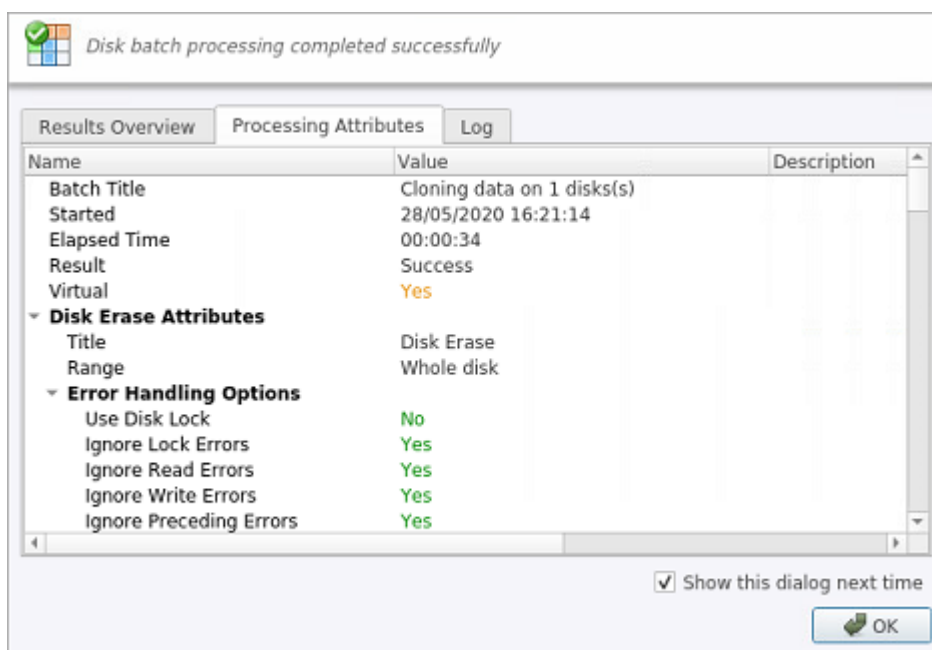 Disk batch processing completed successfully
Results Overview Processing Attributes Log
Name Value Description
Batch Title Cloning data on 1 disks(s)
Started 28/05/2020 16:21:14
Elapsed Time 00:00:34
Result Success
Virtual Yes
Disk Erase Attributes
Title Disk Erase
Range Whole disk
Error Handling Options
Use Disk Lock No
Ignore Lock Errors Yes
Ignore Read Errors Yes
Ignore Write Errors Yes
Ignore Preceding Errors Yes
Show this dialog next time
OK